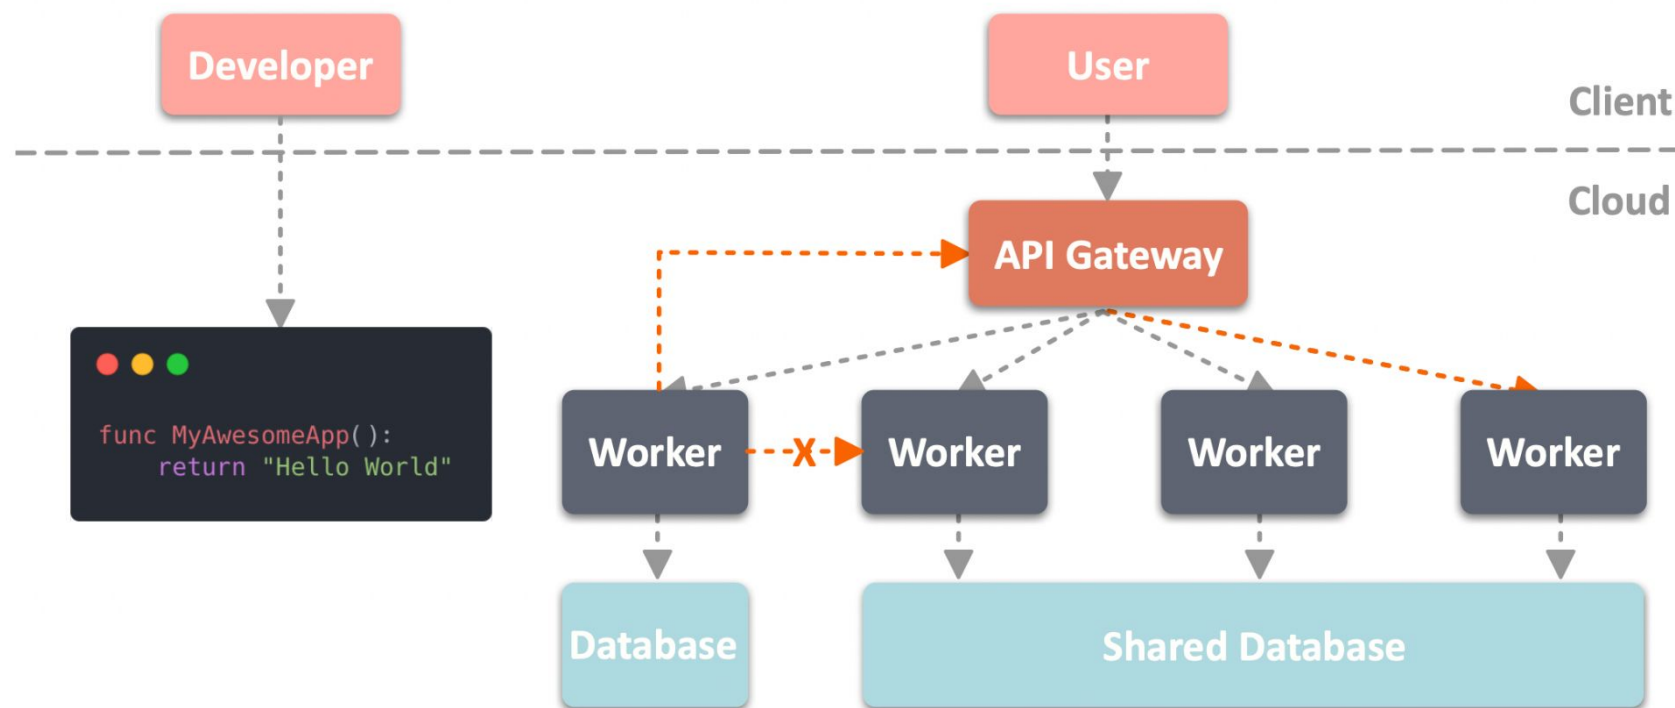 Developer
User
Client
Cloud
API Gateway
func MyAwesomeApp():
    return "Hello World"
Worker
X
Worker
Worker
Worker
Database
Shared Database